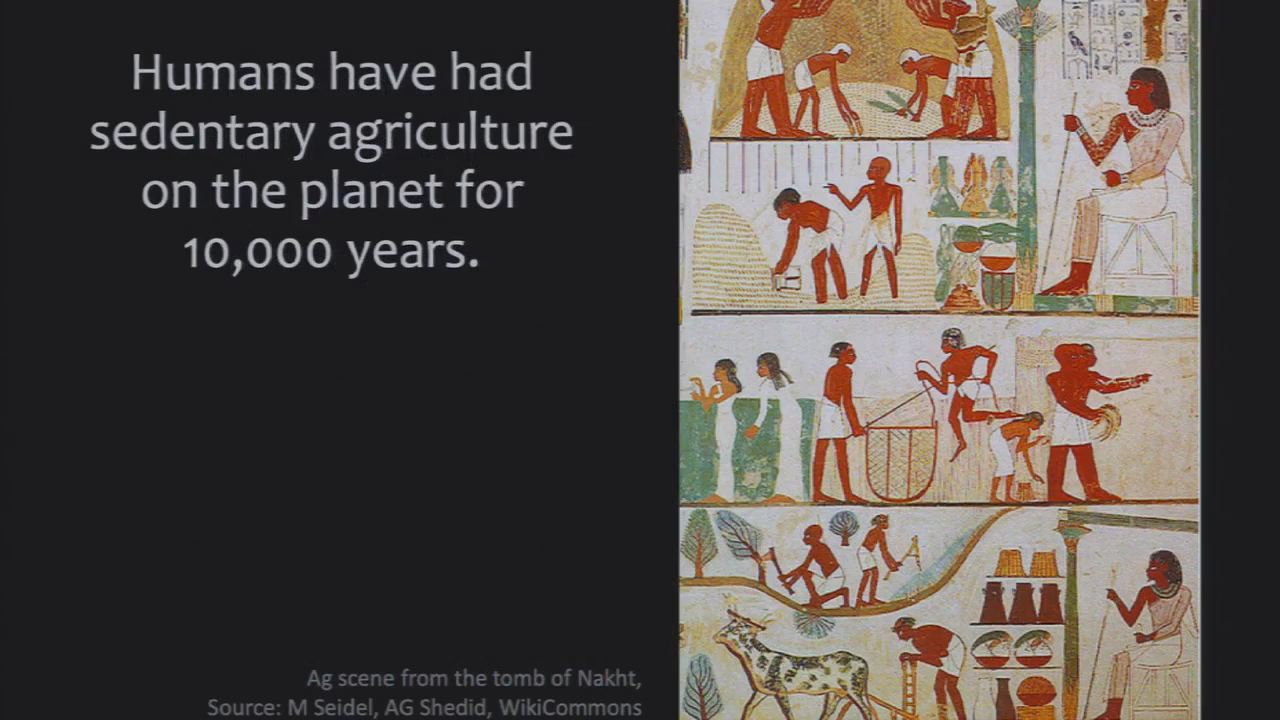 Humans have had
sedentary agriculture
on the planet for
10,000 years.
Ag scene from the tomb of Nakht,
Source: M Seidel, AG Shedid, WikiCommons